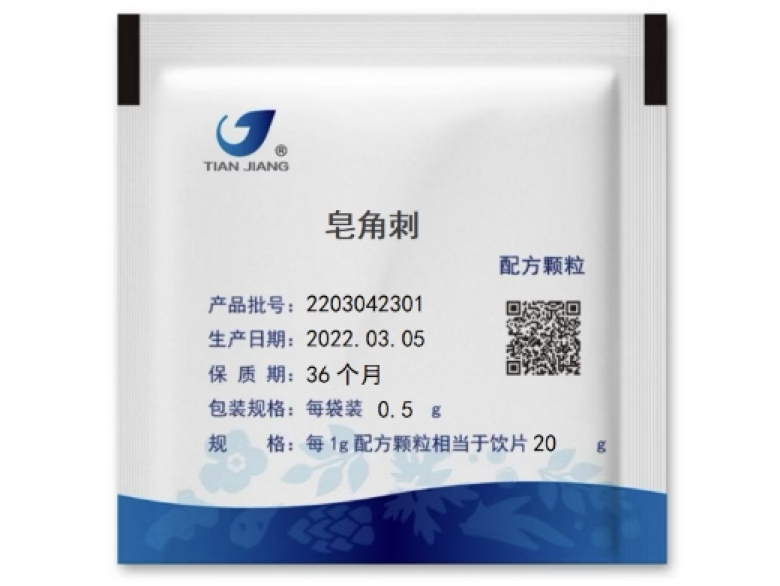 ®
TIAN JIANG
皂角刺
配方颗粒
产品批号：2203042301
生产日期：2022.03.05
保 质 期：36 个月
包装规格：每袋装 0.5 g
规 格：每1g配方颗粒相当于饮片 20 g